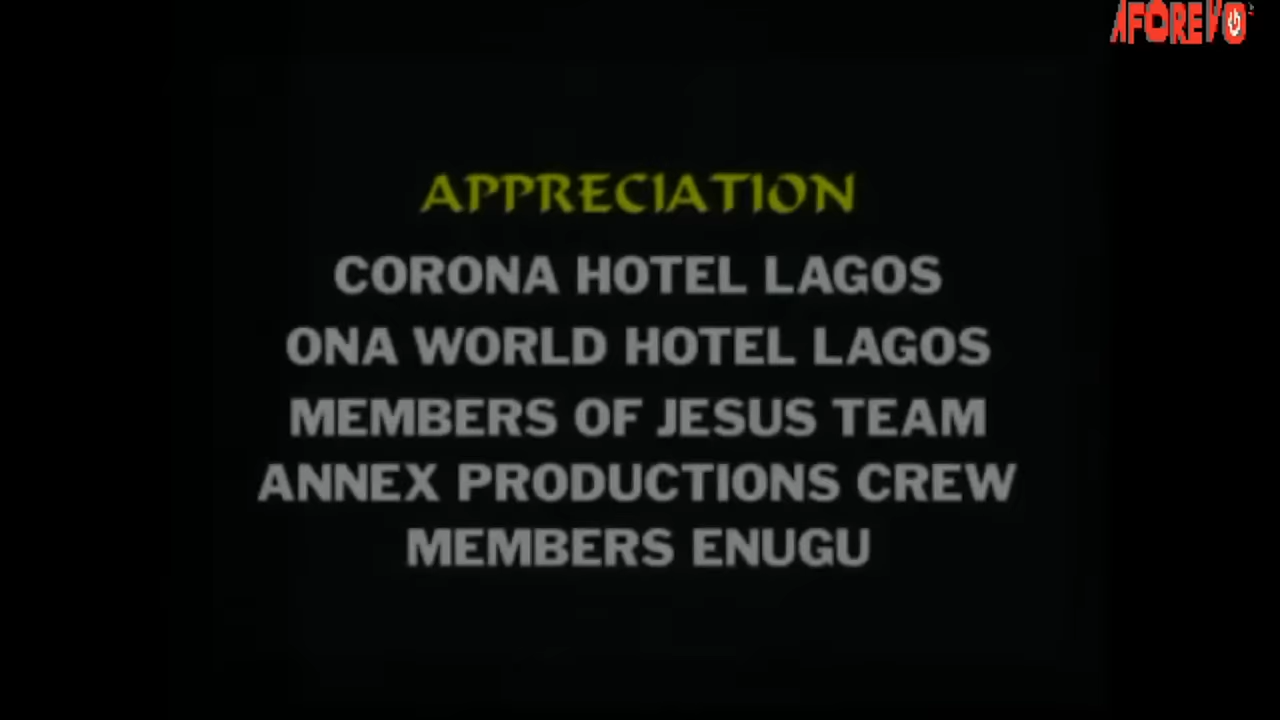 AFOREVO
APPRECIATION
CORONA HOTEL LAGOS
ONA WORLD HOTEL LAGOS
MEMBERS OF JESUS TEAM
ANNEX PRODUCTIONS CREW
MEMBERS ENUGU